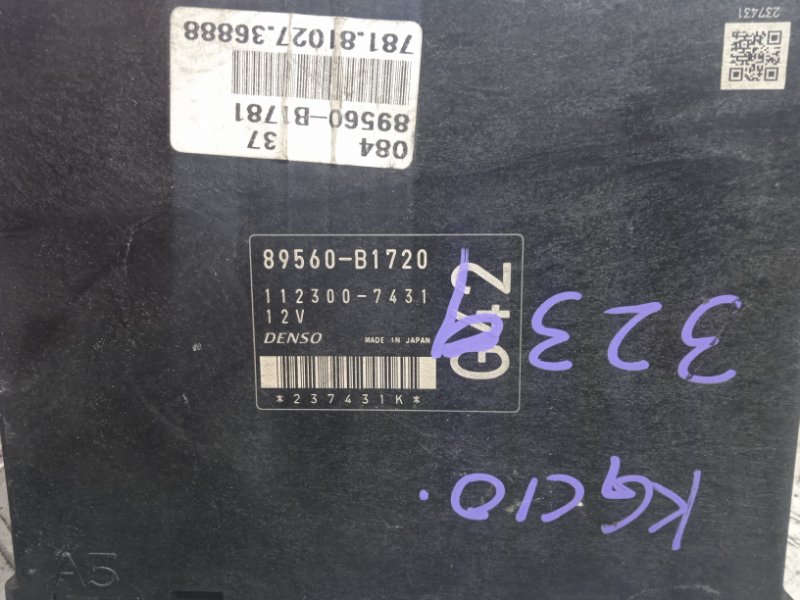 084
37
89560-B1781
781.81027.36888
237431
89560-B1720
112300-7431
12V
DENSO
MADE IN JAPAN
*237431K*
KGC10.
A5